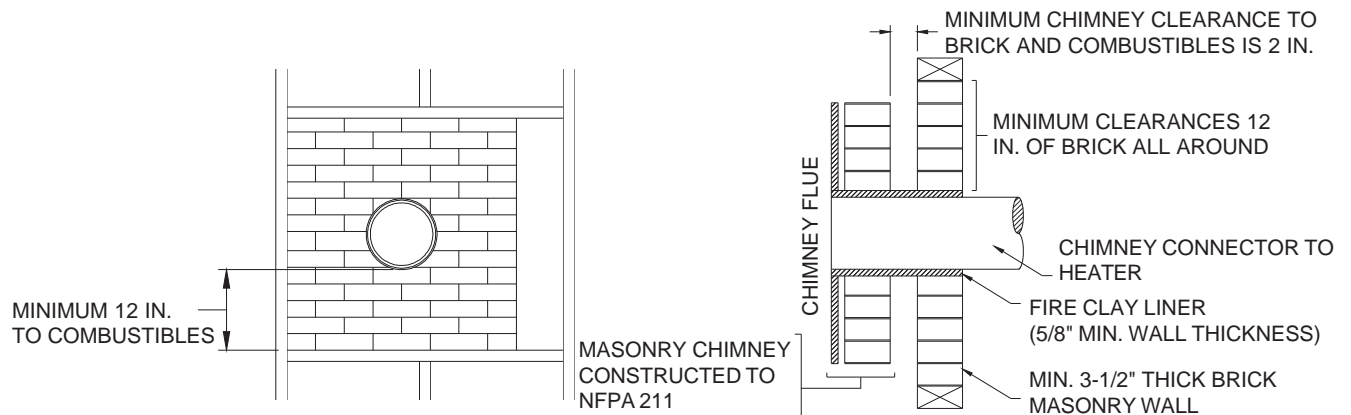 MINIMUM 12 IN.
TO COMBUSTIBLES
MINIMUM CHIMNEY CLEARANCE TO
BRICK AND COMBUSTIBLES IS 2 IN.
MINIMUM CLEARANCES 12
IN. OF BRICK ALL AROUND
CHIMNEY FLUE
CHIMNEY CONNECTOR TO
HEATER
FIRE CLAY LINER
(5/8" MIN. WALL THICKNESS)
MASONRY CHIMNEY
CONSTRUCTED TO
NFPA 211
MIN. 3-1/2" THICK BRICK
MASONRY WALL